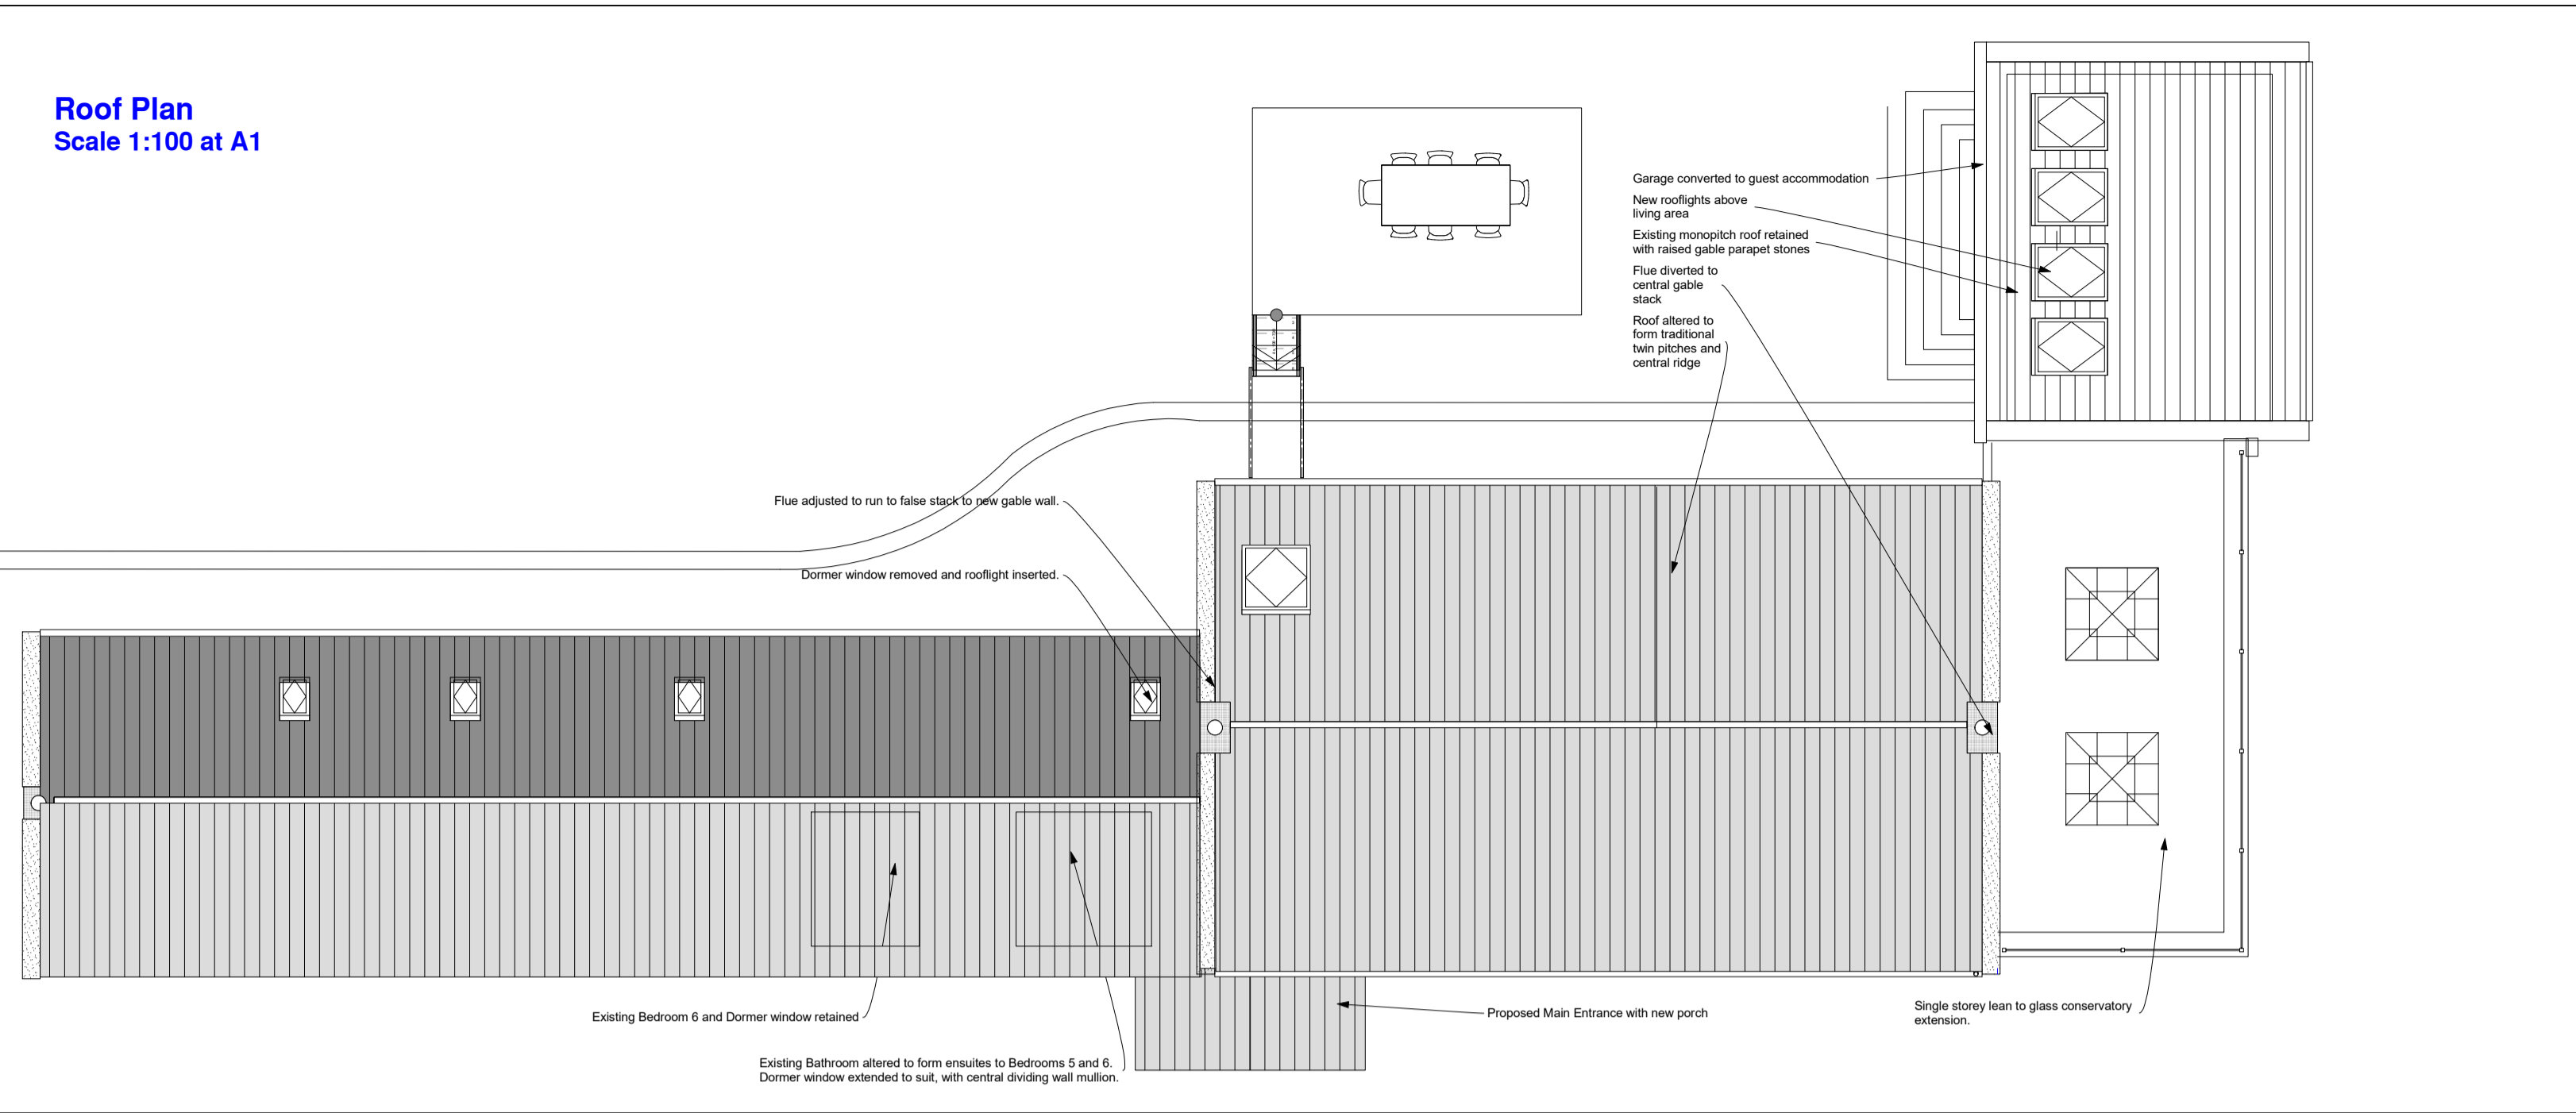 Roof Plan
Scale 1:100 at A1
Garage converted to guest accommodation
New rooflights above
living area
Existing monopitch roof retained
with raised gable parapet stones
Flue diverted to
central gable
stack
Roof altered to
form traditional
twin pitches and
central ridge
Flue adjusted to run to false stack to new gable wall.
Dormer window removed and rooflight inserted.
Existing Bedroom 6 and Dormer window retained
Proposed Main Entrance with new porch
Single storey lean to glass conservatory
extension.
Existing Bathroom altered to form ensuites to Bedrooms 5 and 6.
Dormer window extended to suit, with central dividing wall mullion.